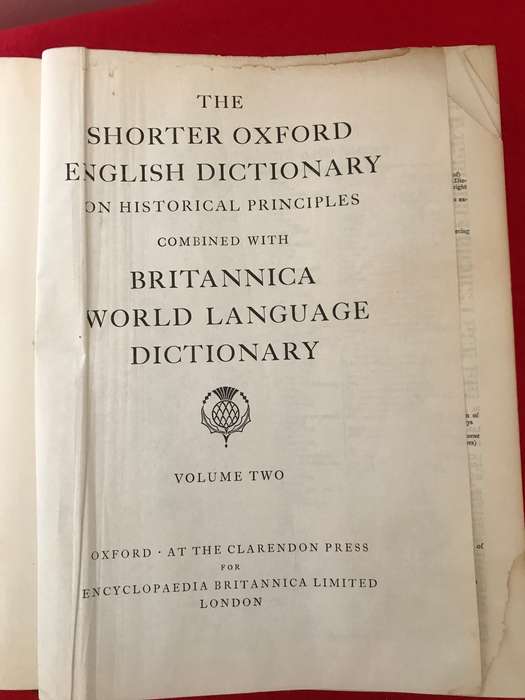 THE
SHORTER OXFORD
ENGLISH DICTIONARY
ON HISTORICAL PRINCIPLES
COMBINED WITH
BRITANNICA
WORLD LANGUAGE
DICTIONARY
VOLUME TWO
OXFORD · AT THE CLARENDON PRESS
FOR
ENCYCLOPAEDIA BRITANNICA LIMITED
LONDON